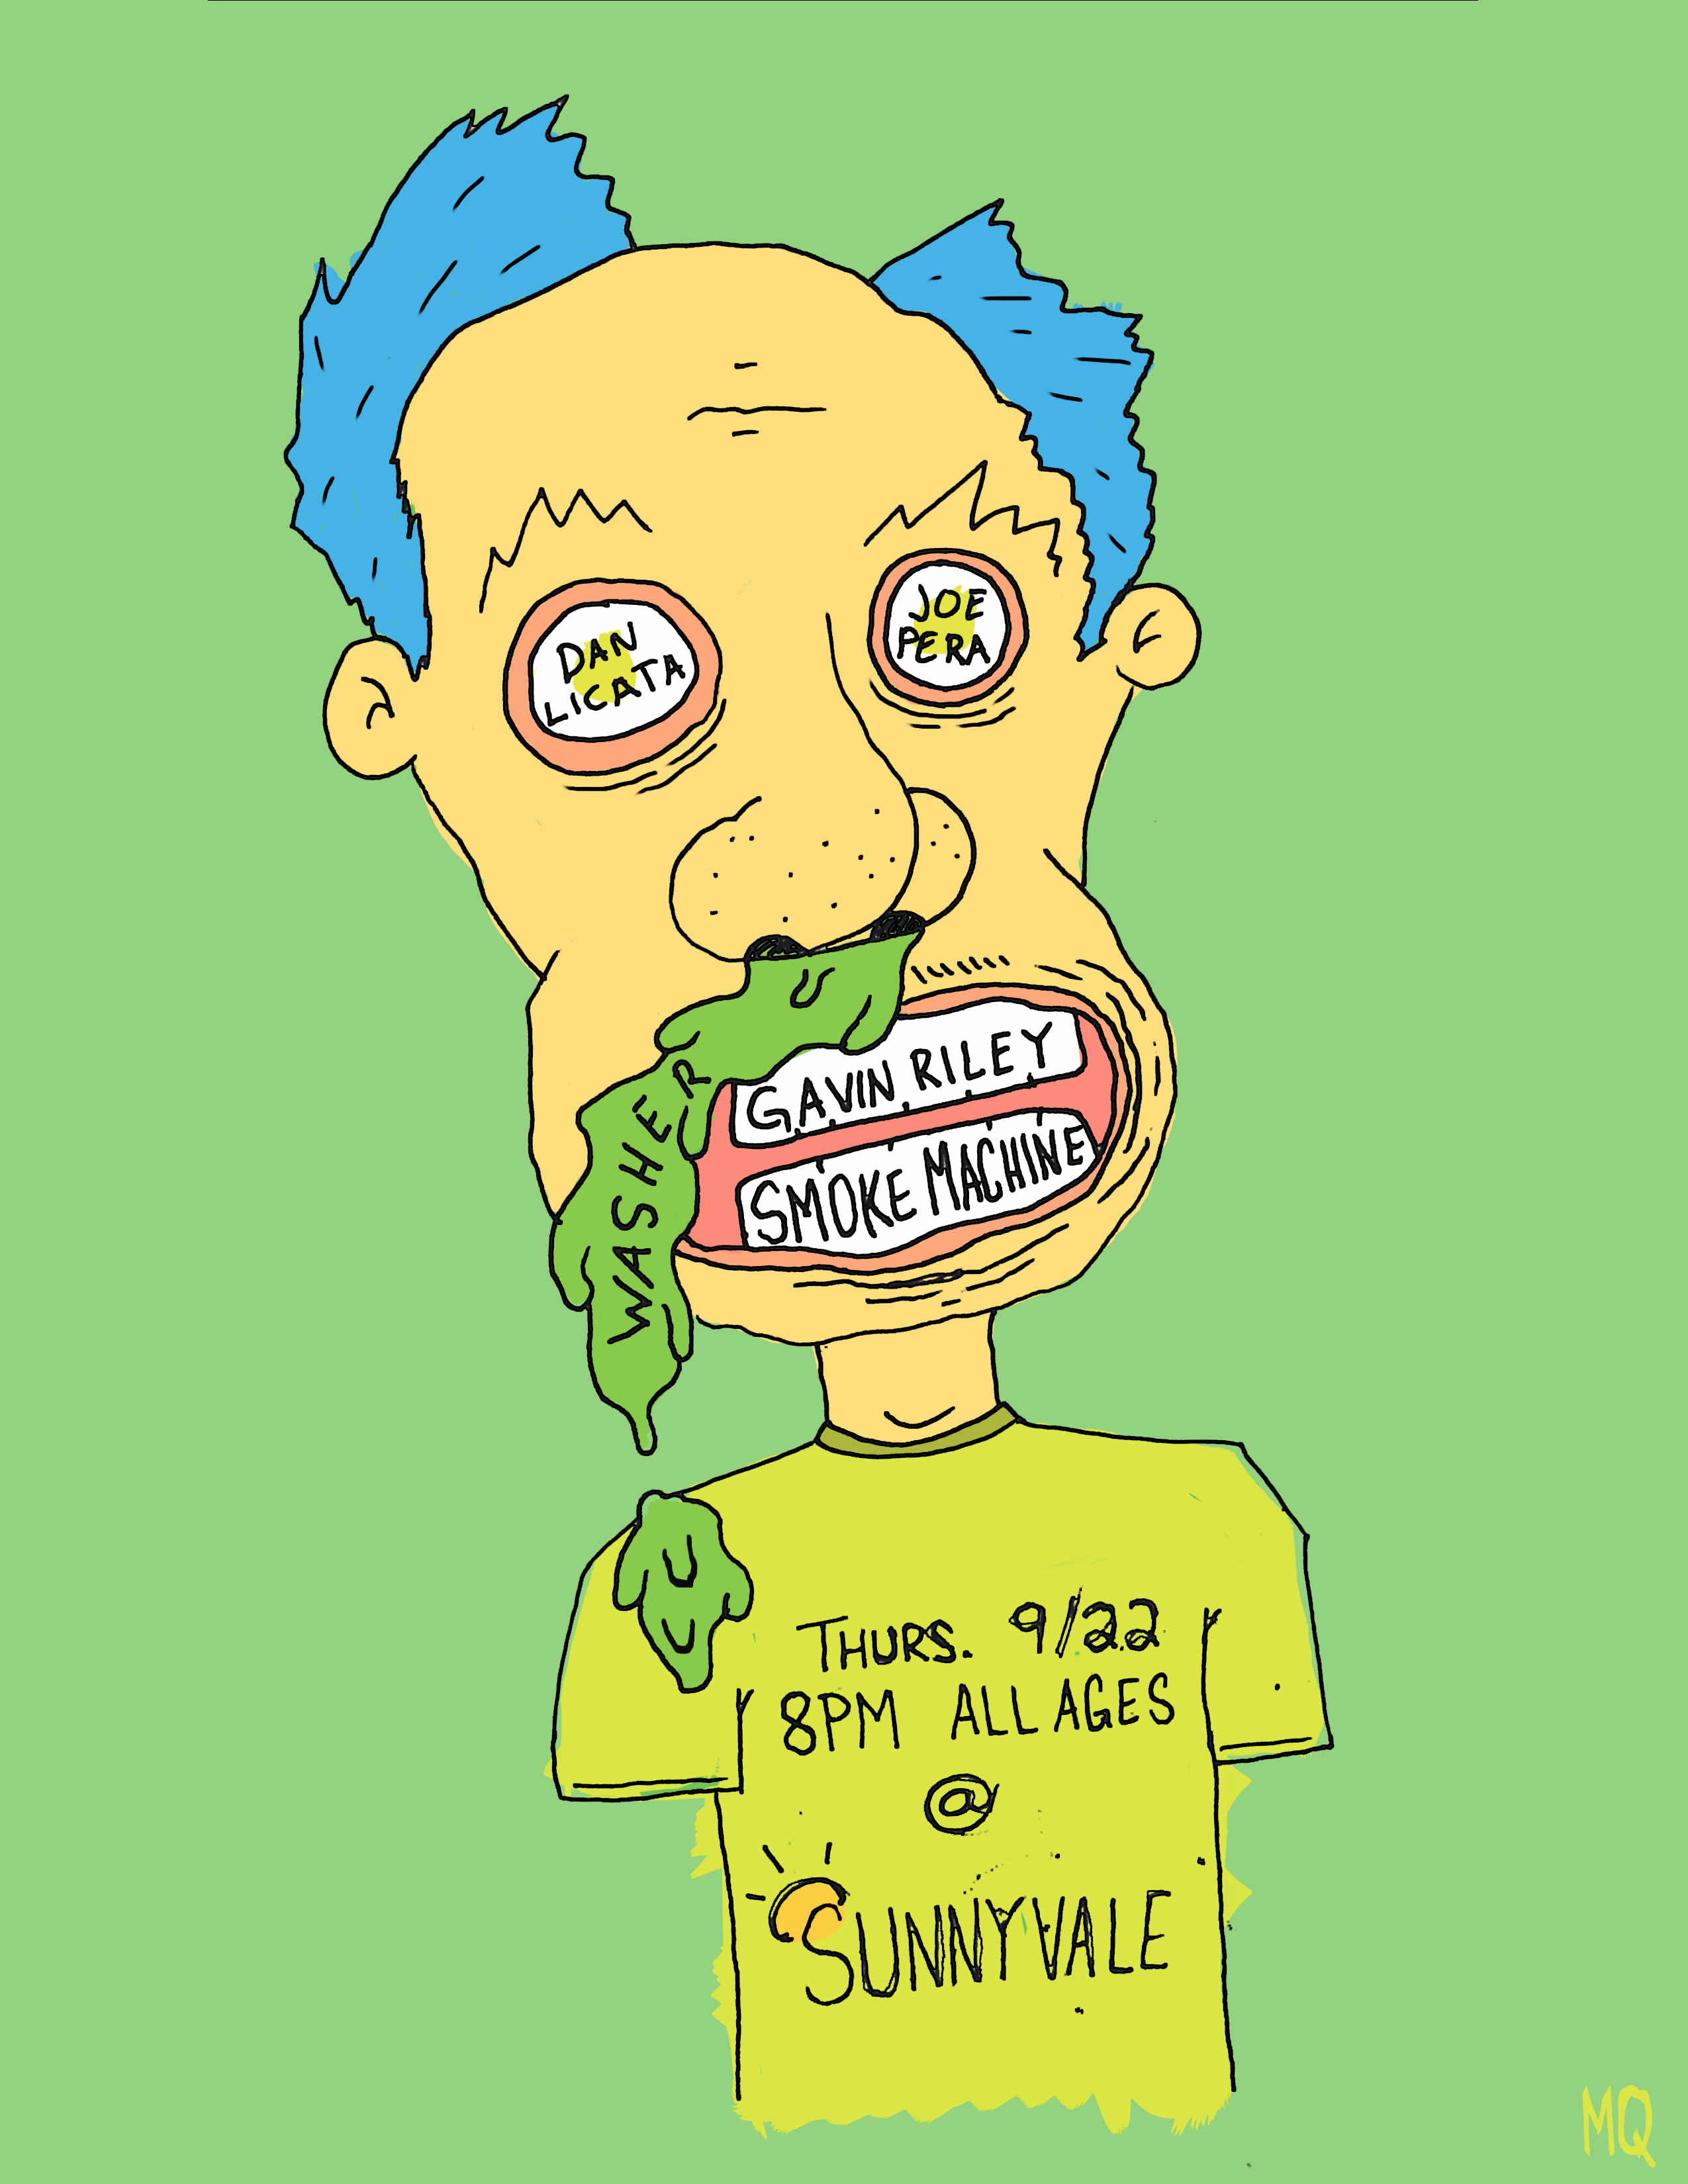 DAN
LICATA
JOE
PERA
GAVIN RILEY
SMOKE MACHINE
WASHER
THURS. 9/22
8PM ALL AGES
@
SUNNYVALE
MQ